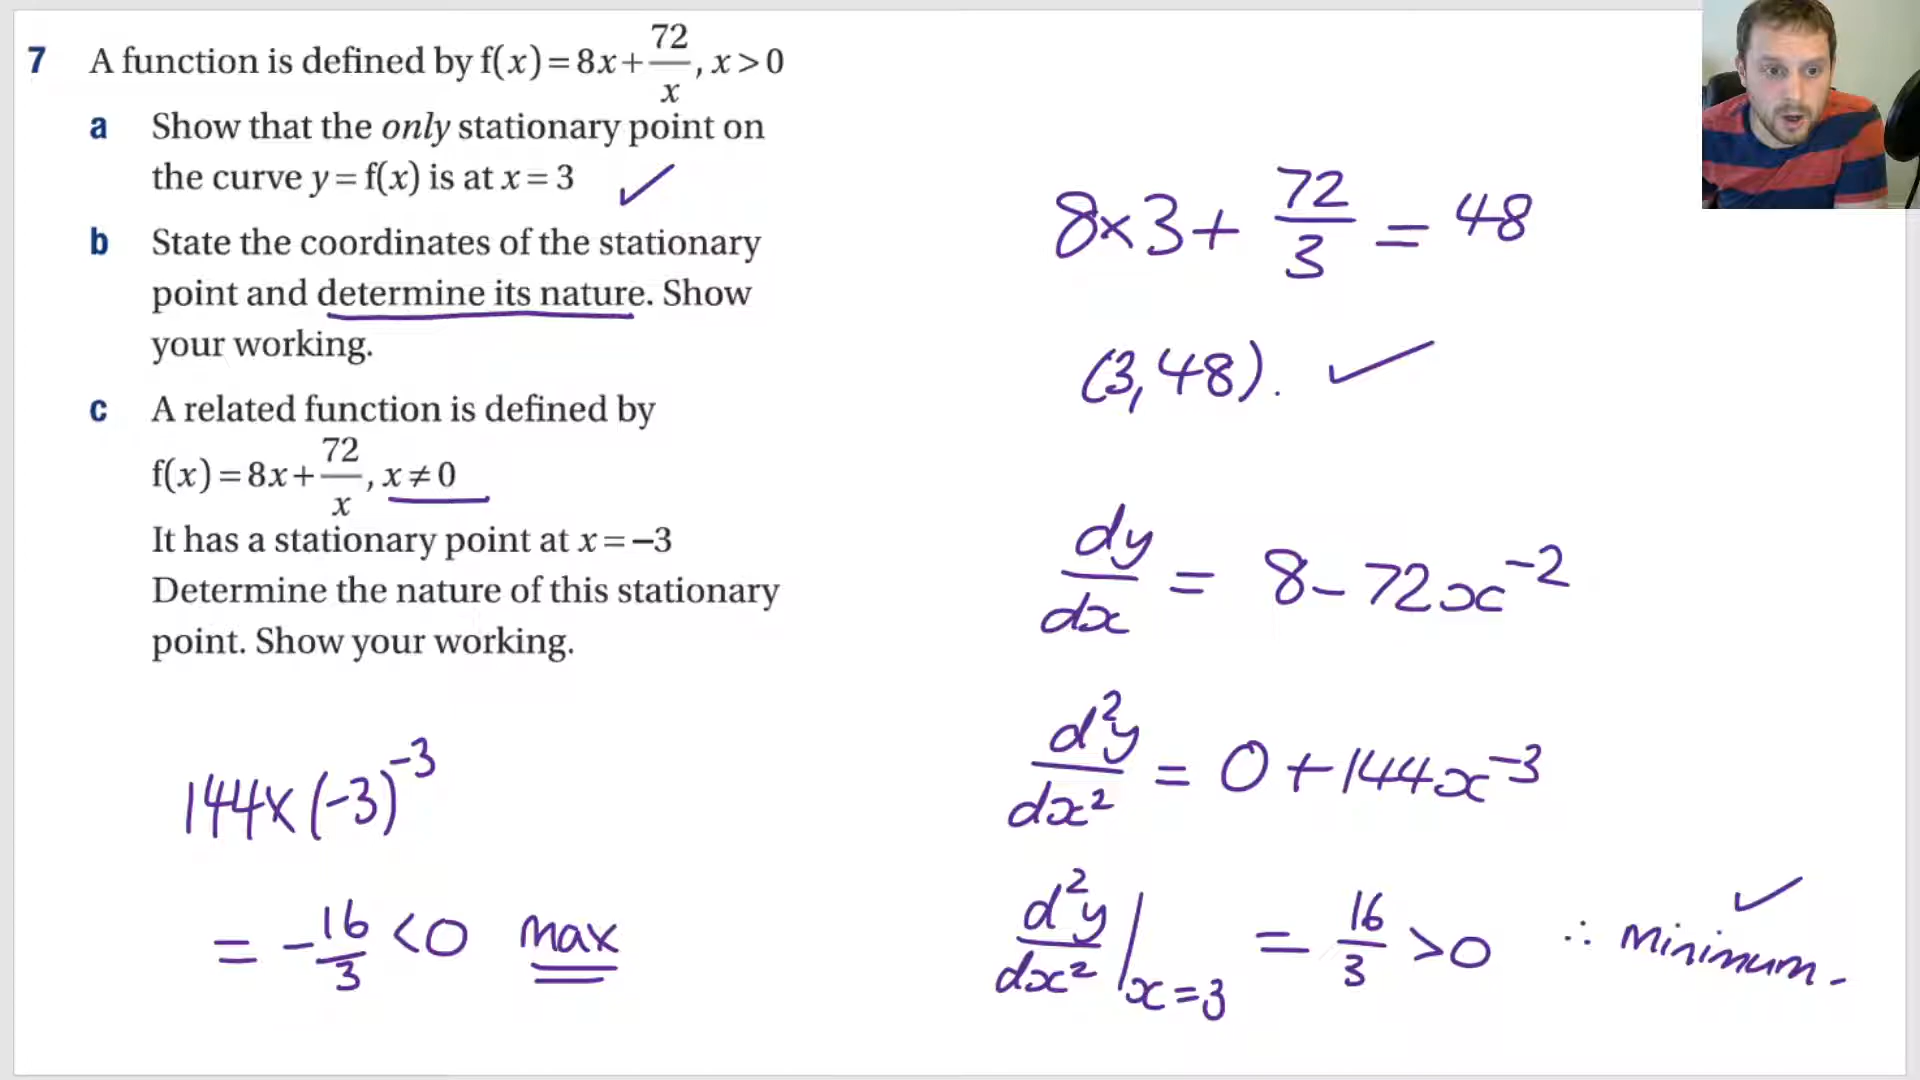 7 A function is defined by f(x)=8x+72/x, x>0
a Show that the only stationary point on
the curve y=f(x) is at x=3 ✓
b State the coordinates of the stationary
point and determine its nature. Show
your working.
c A related function is defined by
f(x)=8x+72/x, x≠0
It has a stationary point at x=−3
Determine the nature of this stationary
point. Show your working.
144x(-3)⁻³
= -16/3 <0 max
8×3+72/3=48
(3,48). ✓
dy/dx = 8-72x⁻²
d²y/dx² = 0+144x⁻³
d²y/dx²|x=3 = 16/3 >0 ∴ minimum. ✓